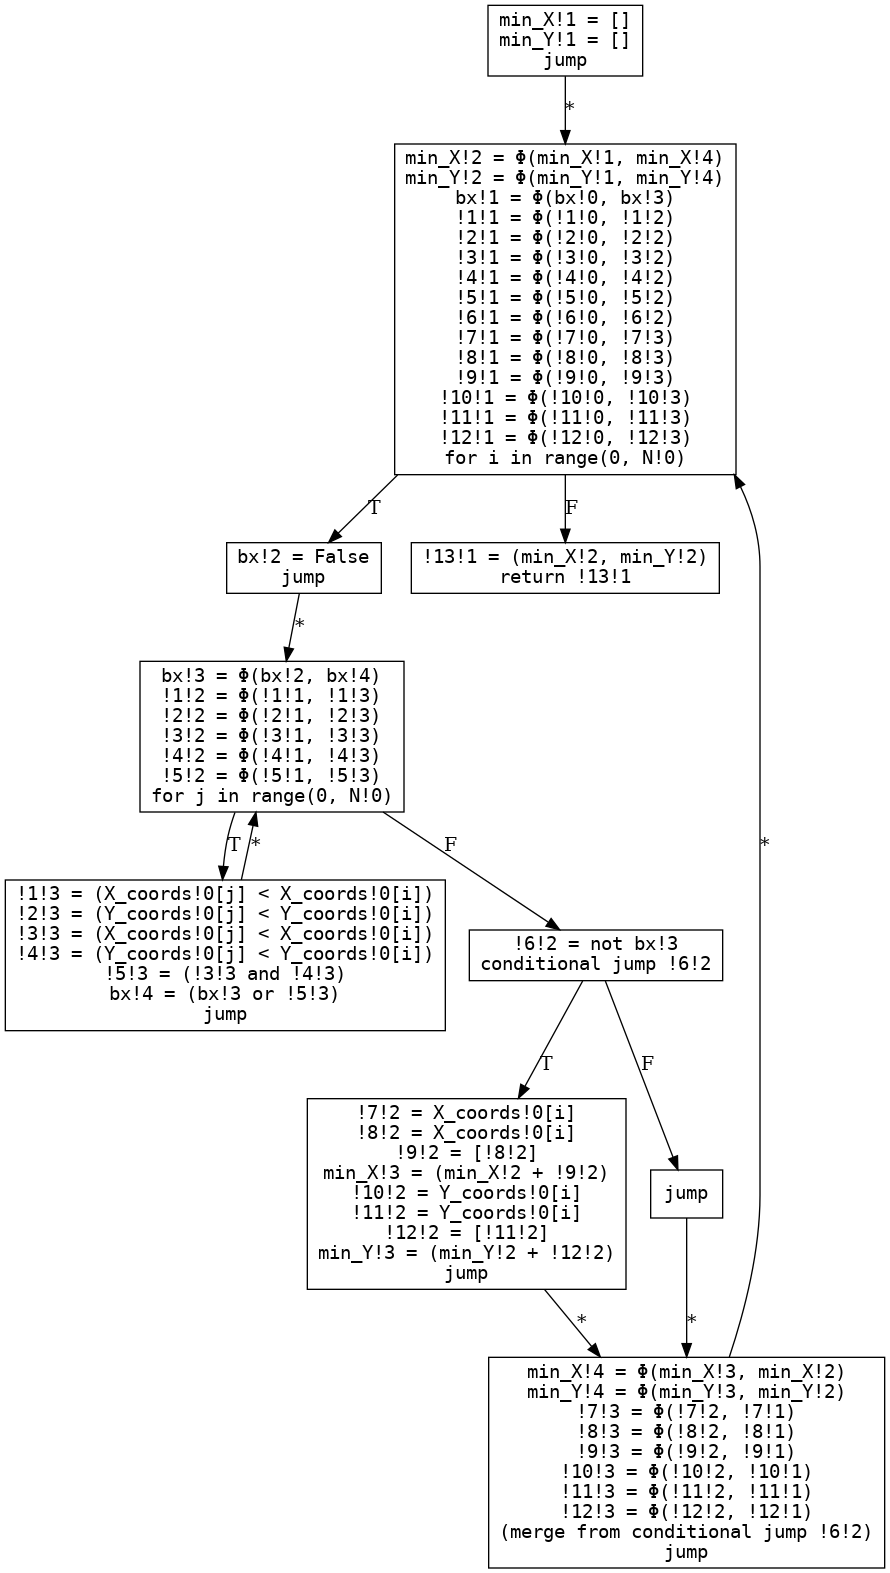 min_X!1 = []
min_Y!1 = []
jump
*
min_X!2 = Φ(min_X!1, min_X!4)
min_Y!2 = Φ(min_Y!1, min_Y!4)
bx!1 = Φ(bx!0, bx!3)
!1!1 = Φ(!1!0, !1!2)
!2!1 = Φ(!2!0, !2!2)
!3!1 = Φ(!3!0, !3!2)
!4!1 = Φ(!4!0, !4!2)
!5!1 = Φ(!5!0, !5!2)
!6!1 = Φ(!6!0, !6!2)
!7!1 = Φ(!7!0, !7!3)
!8!1 = Φ(!8!0, !8!3)
!9!1 = Φ(!9!0, !9!3)
!10!1 = Φ(!10!0, !10!3)
!11!1 = Φ(!11!0, !11!3)
!12!1 = Φ(!12!0, !12!3)
for i in range(0, N!0)
T
F
bx!2 = False
jump
!13!1 = (min_X!2, min_Y!2)
return !13!1
*
bx!3 = Φ(bx!2, bx!4)
!1!2 = Φ(!1!1, !1!3)
!2!2 = Φ(!2!1, !2!3)
!3!2 = Φ(!3!1, !3!3)
!4!2 = Φ(!4!1, !4!3)
!5!2 = Φ(!5!1, !5!3)
for j in range(0, N!0)
T
*
F
*
!1!3 = (X_coords!0[j] < X_coords!0[i])
!2!3 = (Y_coords!0[j] < Y_coords!0[i])
!3!3 = (X_coords!0[j] < X_coords!0[i])
!4!3 = (Y_coords!0[j] < Y_coords!0[i])
!5!3 = (!3!3 and !4!3)
bx!4 = (bx!3 or !5!3)
jump
!6!2 = not bx!3
conditional jump !6!2
T
F
!7!2 = X_coords!0[i]
!8!2 = X_coords!0[i]
!9!2 = [!8!2]
min_X!3 = (min_X!2 + !9!2)
!10!2 = Y_coords!0[i]
!11!2 = Y_coords!0[i]
!12!2 = [!11!2]
min_Y!3 = (min_Y!2 + !12!2)
jump
jump
*
*
min_X!4 = Φ(min_X!3, min_X!2)
min_Y!4 = Φ(min_Y!3, min_Y!2)
!7!3 = Φ(!7!2, !7!1)
!8!3 = Φ(!8!2, !8!1)
!9!3 = Φ(!9!2, !9!1)
!10!3 = Φ(!10!2, !10!1)
!11!3 = Φ(!11!2, !11!1)
!12!3 = Φ(!12!2, !12!1)
(merge from conditional jump !6!2)
jump